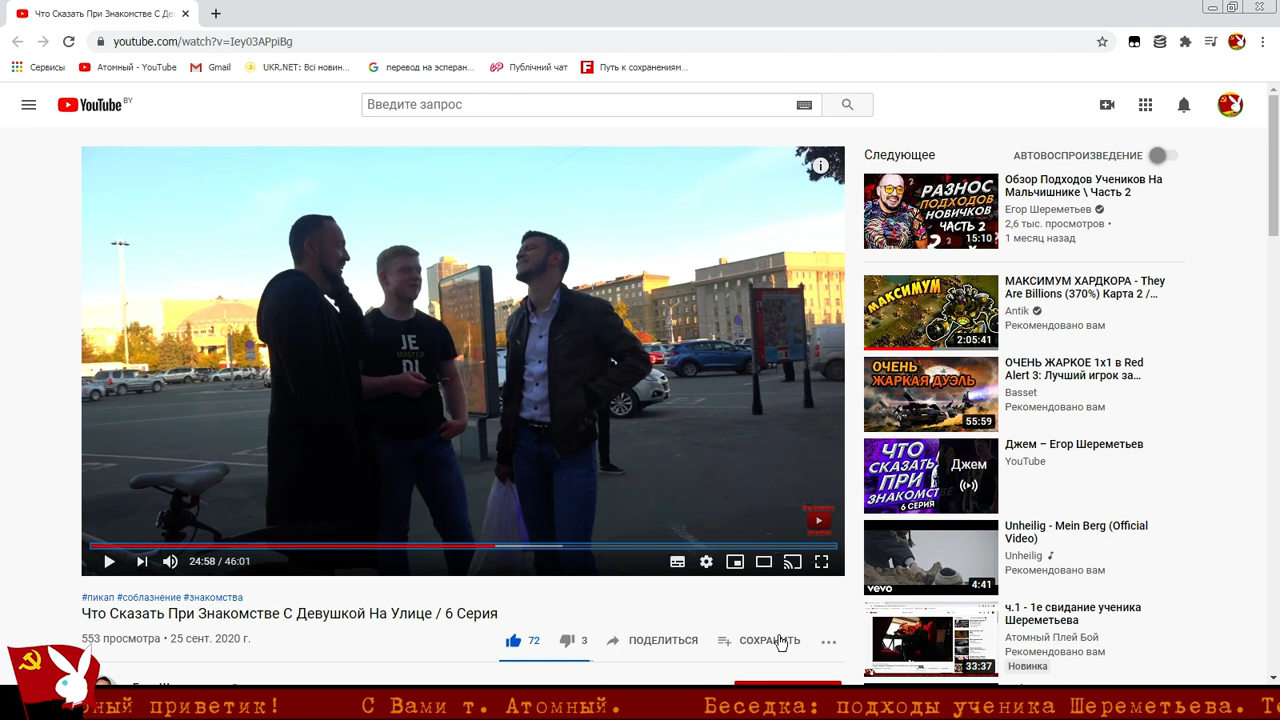 Что Сказать При Знакомстве С Де
youtube.com/watch?v=Iey03APpiBg
Сервисы
Атомный - YouTube
Gmail
UKR.NET: Всі новин...
перевод на эсперан...
Публічний чат
Путь к сохранениям...
YouTube BY
Введите запрос
JE
MASTER
24:58 / 46:01
#пикап #соблазнение #знакомства
Что Сказать При Знакомстве С Девушкой На Улице / 6 Серия
553 просмотра • 25 сент. 2020 г.
72
3
ПОДЕЛИТЬСЯ
СОХРАНИТЬ
Следующее
АВТОВОСПРОИЗВЕДЕНИЕ
РАЗНОС
ПОДХОДОВ
НОВИЧКОВ
ЧАСТЬ 2
15:10
Обзор Подходов Учеников На
Мальчишнике \ Часть 2
Егор Шереметьев
2,6 тыс. просмотров •
1 месяц назад
МАКСИМУМ
2:05:41
МАКСИМУМ ХАРДКОРА - They
Are Billions (370%) Карта 2 /...
Antik
Рекомендовано вам
ОЧЕНЬ
ЖАРКАЯ ДУЭЛЬ
55:59
ОЧЕНЬ ЖАРКОЕ 1x1 в Red
Alert 3: Лучший игрок за...
Basset
Рекомендовано вам
ЧТО
СКАЗАТЬ
ПРИ
ЗНАКОМСТ
6 СЕРИЯ
Джем
Джем – Егор Шереметьев
YouTube
vevo
4:41
Unheilig - Mein Berg (Official
Video)
Unheilig
Рекомендовано вам
33:37
ч.1 - 1е свидание ученика
Шереметьева
Атомный Плей Бой
Рекомендовано вам
Новинка
рный приветик! С Вами т. Атомный. Беседка: подходы ученика Шереметьева. Те